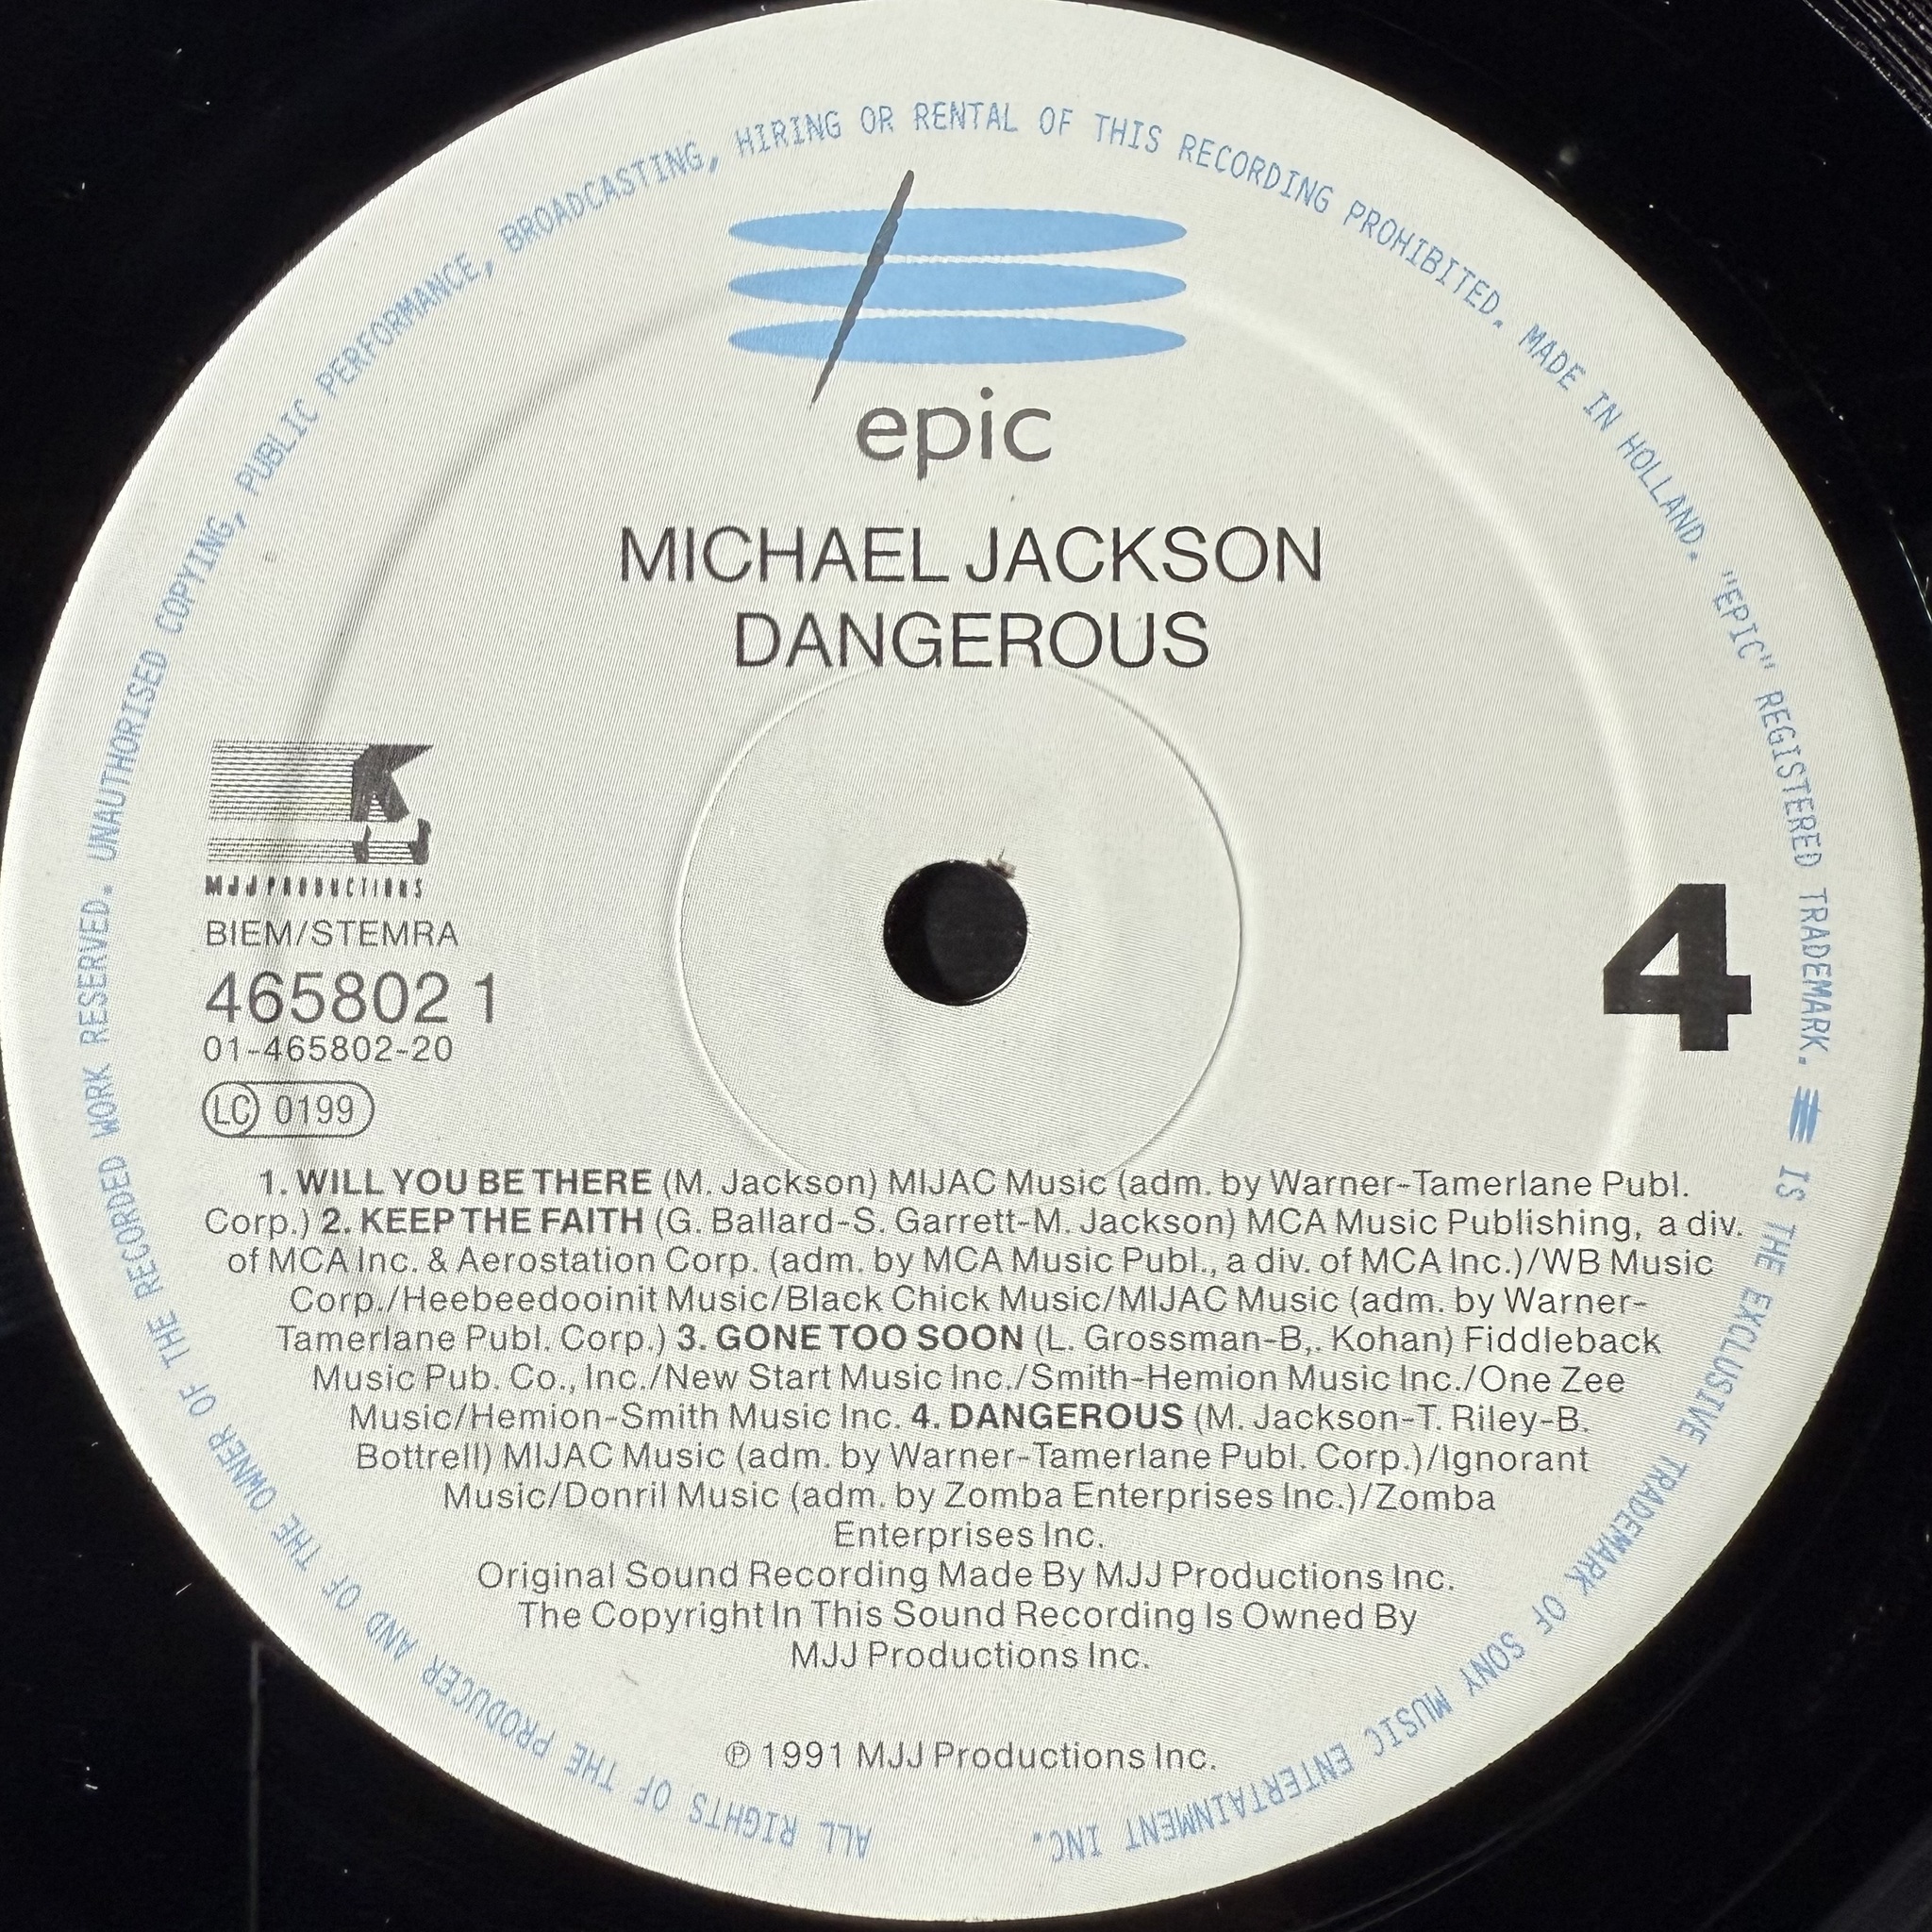 epic
MICHAEL JACKSON
DANGEROUS
MJJ PRODUCTIONS
BIEM/STEMRA
465802 1
01-465802-20
LC 0199
4
1. WILL YOU BE THERE (M. Jackson) MIJAC Music (adm. by Warner-Tamerlane Publ.
Corp.) 2. KEEP THE FAITH (G. Ballard-S. Garrett-M. Jackson) MCA Music Publishing, a div.
of MCA Inc. & Aerostation Corp. (adm. by MCA Music Publ., a div. of MCA Inc.)/WB Music
Corp./Heebeedooinit Music/Black Chick Music/MIJAC Music (adm. by Warner-
Tamerlane Publ. Corp.) 3. GONE TOO SOON (L. Grossman-B,. Kohan) Fiddleback
Music Pub. Co., Inc./New Start Music Inc./Smith-Hemion Music Inc./One Zee
Music/Hemion-Smith Music Inc. 4. DANGEROUS (M. Jackson-T. Riley-B.
Bottrell) MIJAC Music (adm. by Warner-Tamerlane Publ. Corp.)/Ignorant
Music/Donril Music (adm. by Zomba Enterprises Inc.)/Zomba
Enterprises Inc.
Original Sound Recording Made By MJJ Productions Inc.
The Copyright In This Sound Recording Is Owned By
MJJ Productions Inc.
℗ 1991 MJJ Productions Inc.
ALL RIGHTS OF THE PRODUCER AND OF THE OWNER OF THE RECORDED WORK RESERVED. UNAUTHORISED COPYING, PUBLIC PERFORMANCE, BROADCASTING, HIRING OR RENTAL OF THIS RECORDING PROHIBITED. MADE IN HOLLAND. "EPIC" REGISTERED TRADEMARK. IS THE EXCLUSIVE TRADEMARK OF SONY MUSIC ENTERTAINMENT INC.